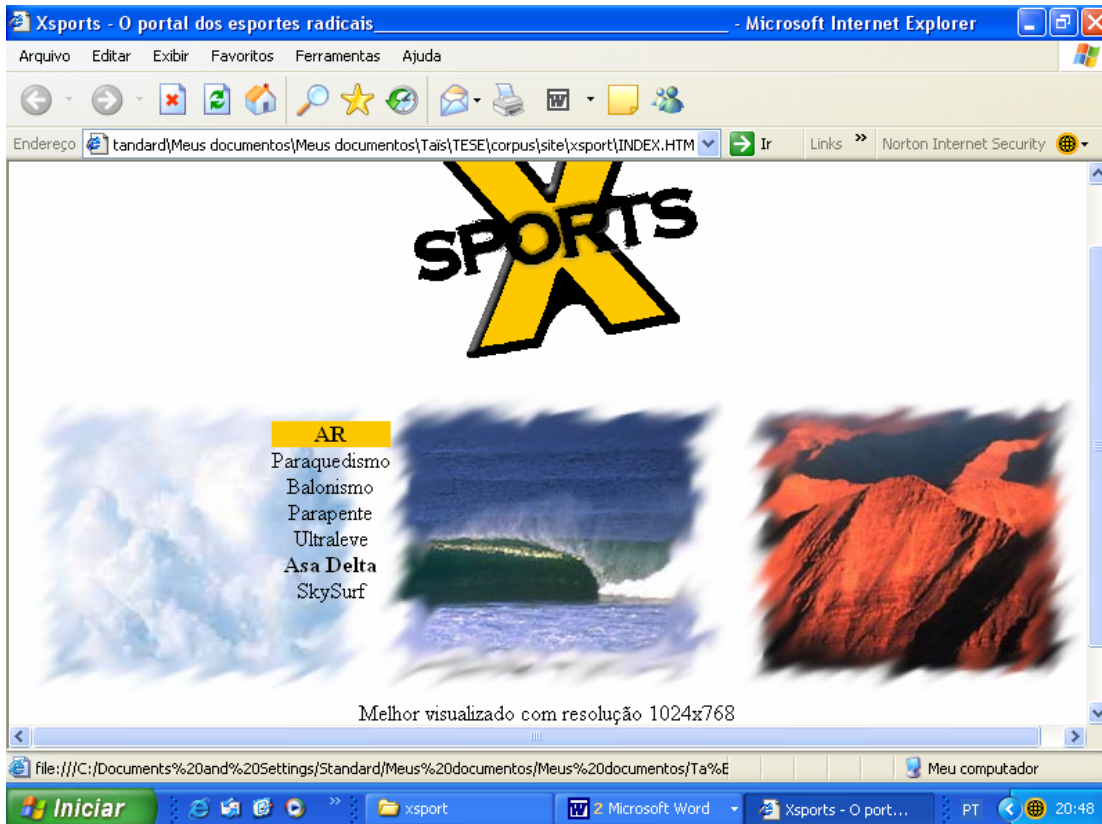 Xsports - O portal dos esportes radicais_______________________________________ - Microsoft Internet Explorer
Arquivo Editar Exibir Favoritos Ferramentas Ajuda
Endereço tandard\Meus documentos\Meus documentos\Taïs\TESE\corpus\site\xsport\INDEX.HTM Ir Links » Norton Internet Security
X
SPORTS
AR
Paraquedismo
Balonismo
Parapente
Ultraleve
Asa Delta
SkySurf
Melhor visualizado com resolução 1024x768
file:///C:/Documents%20and%20Settings/Standard/Meus%20documentos/Meus%20documentos/Ta%E Meu computador
Iniciar » xsport 2 Microsoft Word Xsports - O port... PT 20:48